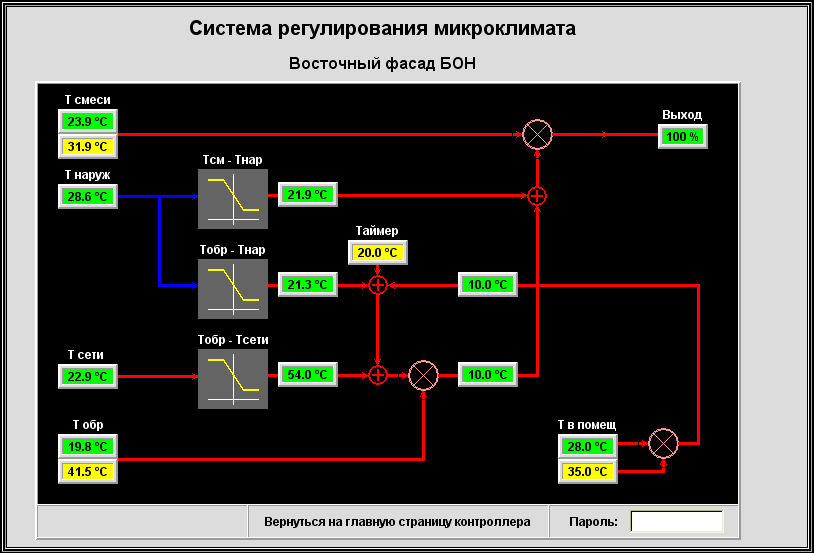 Система регулирования микроклимата
Восточный фасад БОН
Т смеси
23.9 °C
31.9 °C
Выход
100 %
Т наруж
28.6 °C
Тсм - Тнар
21.9 °C
Таймер
20.0 °C
Тобр - Тнар
21.3 °C
10.0 °C
Тобр - Тсети
54.0 °C
10.0 °C
Т сети
22.9 °C
Т обр
19.8 °C
41.5 °C
Т в помещ
28.0 °C
35.0 °C
Вернуться на главную страницу контроллера
Пароль: